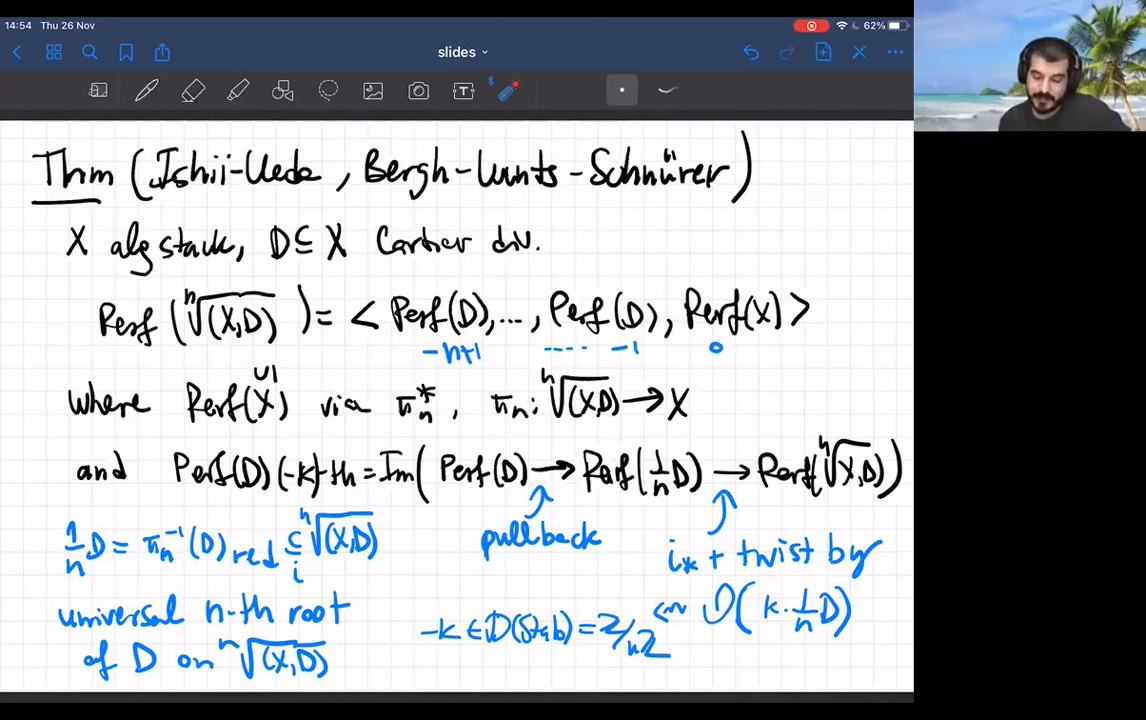 14:54 Thu 26 Nov
62%
slides
Thm (Ishii-Ueda, Bergh-Lunts-Schnürer)
X alg stack, D ⊆ X Cartier div.
Perf(ⁿ√(X,D)) = < Perf(D), ..., Perf(D), Perf(X) >
-n+1 ---- -1 0
∪|
where Perf(X) via πₙ*, πₙ: ⁿ√(X,D) → X
and Perf(D) (-k)-th = Im( Perf(D) → Perf(1/n D) → Perf(ⁿ√(X,D)) )
pullback
i* + twist by
O(k·1/n D)
1/n D = πₙ⁻¹(D)red ⊆ ⁿ√(X,D)
i
universal n-th root
of D on ⁿ√(X,D)
-k ∈ D(Stab) = Z/nZ